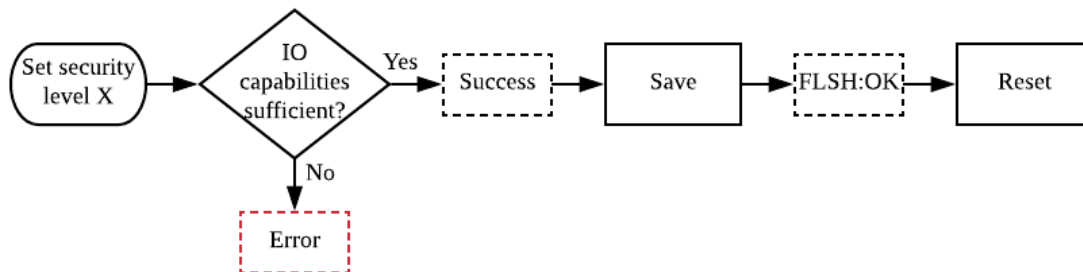 Set security
level X
IO
capabilities
sufficient?
Yes
Success
Save
FLSH:OK
Reset
No
Error